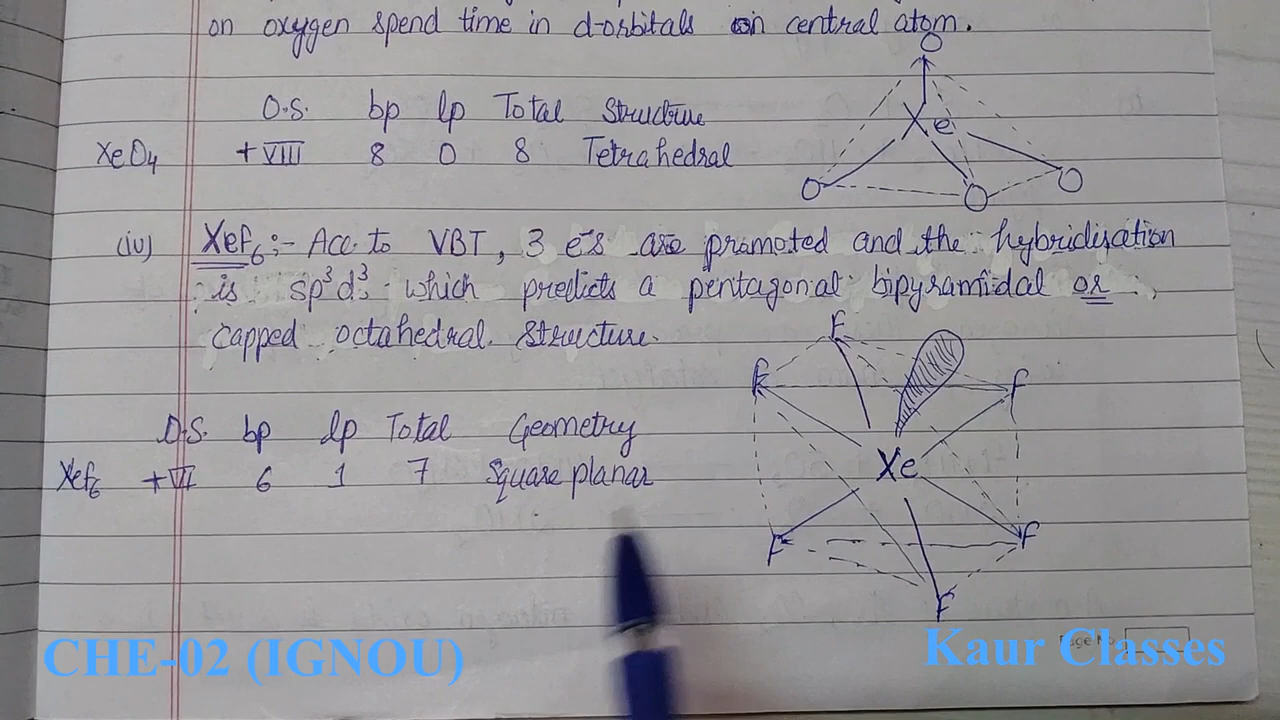 on oxygen spend time in d-orbitals on central atom.
O.S. bp lp Total Structure
XeO4 +VIII 8 0 8 Tetrahedral
O
Xe
O O O
(iv) Xef6:- Acc to VBT, 3 e-s are promoted and the hybridisation
is sp³d³, which predicts a pentagonal bipyramidal or
capped octahedral structure.
O.S. bp lp Total Geometry
Xef6 +VI 6 1 7 Square planar
F
F f
Xe
F f
F
Page No.
CHE-02 (IGNOU)
Kaur Classes